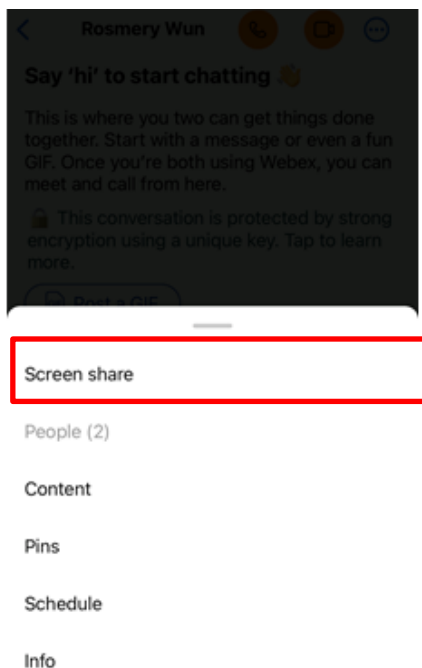 Rosmery Wun
Say ‘hi’ to start chatting 👋
This is where you two can get things done
together. Start with a message or even a fun
GIF. Once you’re both using Webex, you can
meet and call from here.
🔒 This conversation is protected by strong
encryption using a unique key. Tap to learn
more.
Post a GIF
Screen share
People (2)
Content
Pins
Schedule
Info